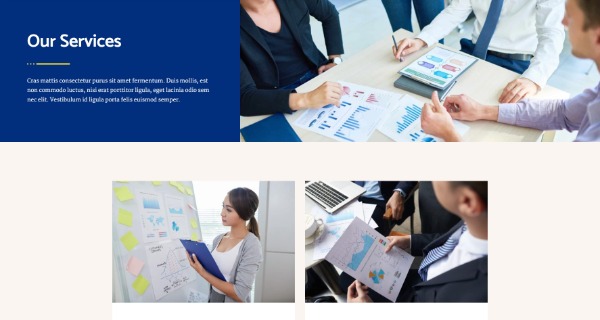 Our Services
Cras mattis consectetur purus sit amet fermentum. Duis mollis, est
non commodo luctus, nisi erat porttitor ligula, eget lacinia odio sem
nec elit. Vestibulum id ligula porta felis euismod semper.